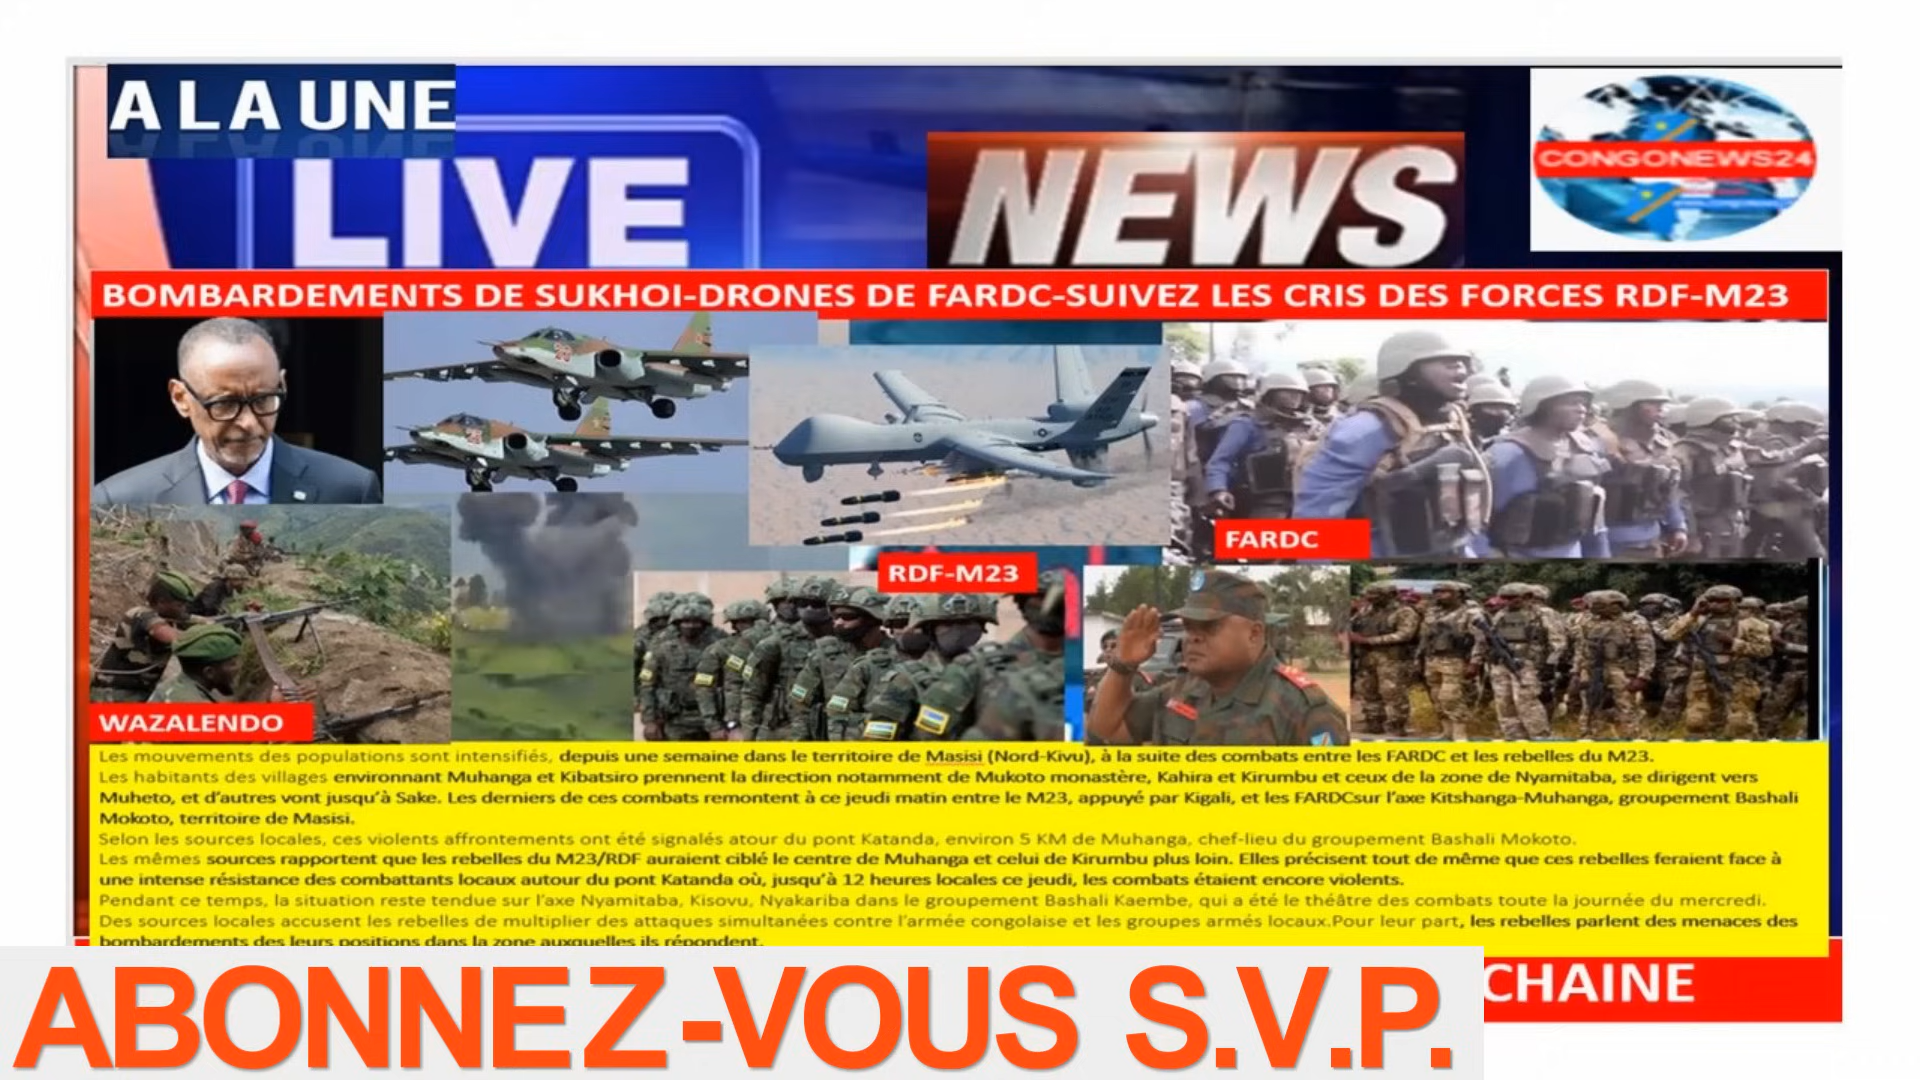 A LA UNE
LIVE
NEWS
CONGONEWS24
BOMBARDEMENTS DE SUKHOI-DRONES DE FARDC-SUIVEZ LES CRIS DES FORCES RDF-M23
FARDC
RDF-M23
WAZALENDO
Les mouvements des populations sont intensifiés, depuis une semaine dans le territoire de Masisi (Nord-Kivu), à la suite des combats entre les FARDC et les rebelles du M23.
Les habitants des villages environnant Muhanga et Kibatsiro prennent la direction notamment de Mukoto monastère, Kahira et Kirumbu et ceux de la zone de Nyamitaba, se dirigent vers
Muheto, et d'autres vont jusqu'à Sake. Les derniers de ces combats remontent à ce jeudi matin entre le M23, appuyé par Kigali, et les FARDCsur l'axe Kitshanga-Muhanga, groupement Bashali
Mokoto, territoire de Masisi.
Selon les sources locales, ces violents affrontements ont été signalés atour du pont Katanda, environ 5 KM de Muhanga, chef-lieu du groupement Bashali Mokoto.
Les mêmes sources rapportent que les rebelles du M23/RDF auraient ciblé le centre de Muhanga et celui de Kirumbu plus loin. Elles précisent tout de même que ces rebelles feraient face à
une intense résistance des combattants locaux autour du pont Katanda où, jusqu'à 12 heures locales ce jeudi, les combats étaient encore violents.
Pendant ce temps, la situation reste tendue sur l'axe Nyamitaba, Kisovu, Nyakariba dans le groupement Bashali Kaembe, qui a été le théâtre des combats toute la journée du mercredi.
Des sources locales accusent les rebelles de multiplier des attaques simultanées contre l'armée congolaise et les groupes armés locaux.Pour leur part, les rebelles parlent des menaces des
bombardements des leurs positions dans la zone auxquelles ils répondent.
CHAINE
ABONNEZ-VOUS S.V.P.